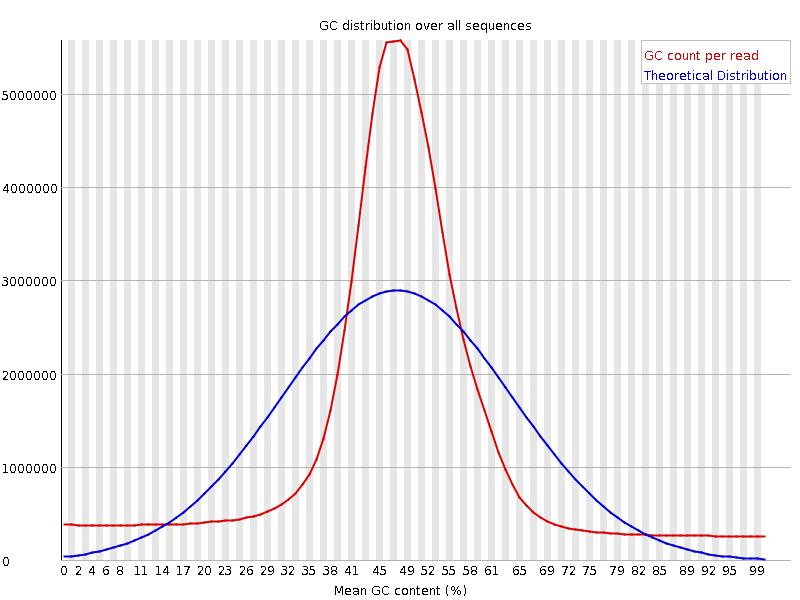 GC distribution over all sequences
GC count per read
Theoretical Distribution
5000000
4000000
3000000
2000000
1000000
0
0 2 4 6 8 11 14 17 20 23 26 29 32 35 38 41 45 49 52 55 58 61 65 69 72 75 79 82 85 89 92 95 99
Mean GC content (%)